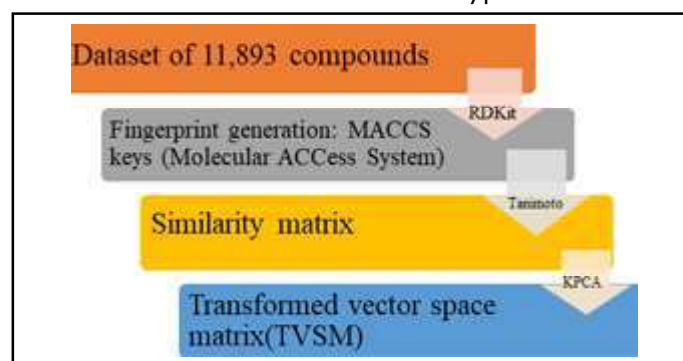 Dataset of 11,893 compounds
RDKit
Fingerprint generation: MACCS
keys (Molecular ACCess System)
Tanimoto
Similarity matrix
KPCA
Transformed vector space
matrix(TVSM)